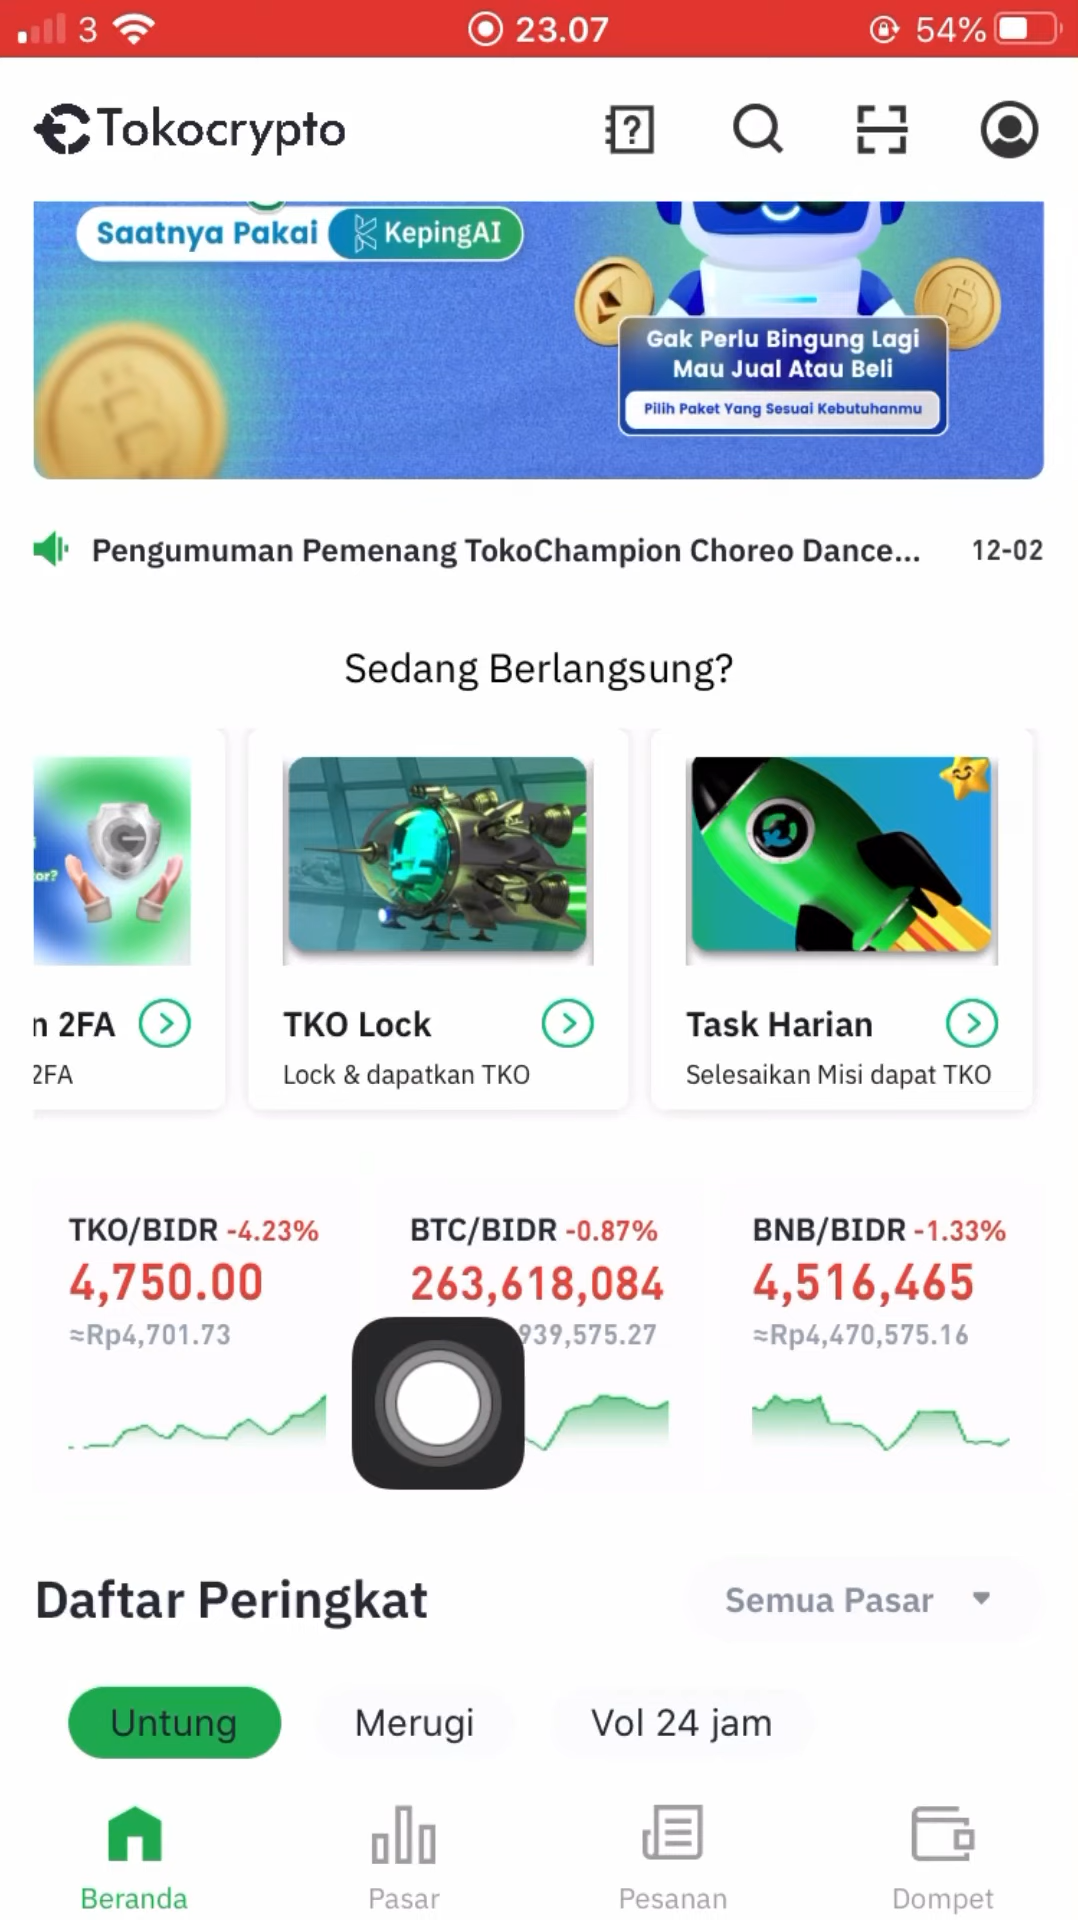 3 23.07 54%
Tokocrypto
Saatnya Pakai KepingAI
Gak Perlu Bingung Lagi
Mau Jual Atau Beli
Pilih Paket Yang Sesuai Kebutuhanmu
Pengumuman Pemenang TokoChampion Choreo Dance... 12-02
Sedang Berlangsung?
or?
n 2FA
2FA
TKO Lock
Lock & dapatkan TKO
Task Harian
Selesaikan Misi dapat TKO
TKO/BIDR -4.23%
4,750.00
≈Rp4,701.73
BTC/BIDR -0.87%
263,618,084
939,575.27
BNB/BIDR -1.33%
4,516,465
≈Rp4,470,575.16
Daftar Peringkat
Semua Pasar
Untung Merugi Vol 24 jam
Beranda Pasar Pesanan Dompet